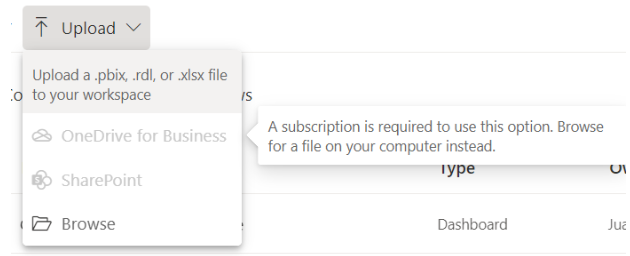 Upload
Upload a .pbix, .rdl, or .xlsx file
to your workspace
OneDrive for Business
A subscription is required to use this option. Browse
for a file on your computer instead.
SharePoint
Type
Browse
Dashboard